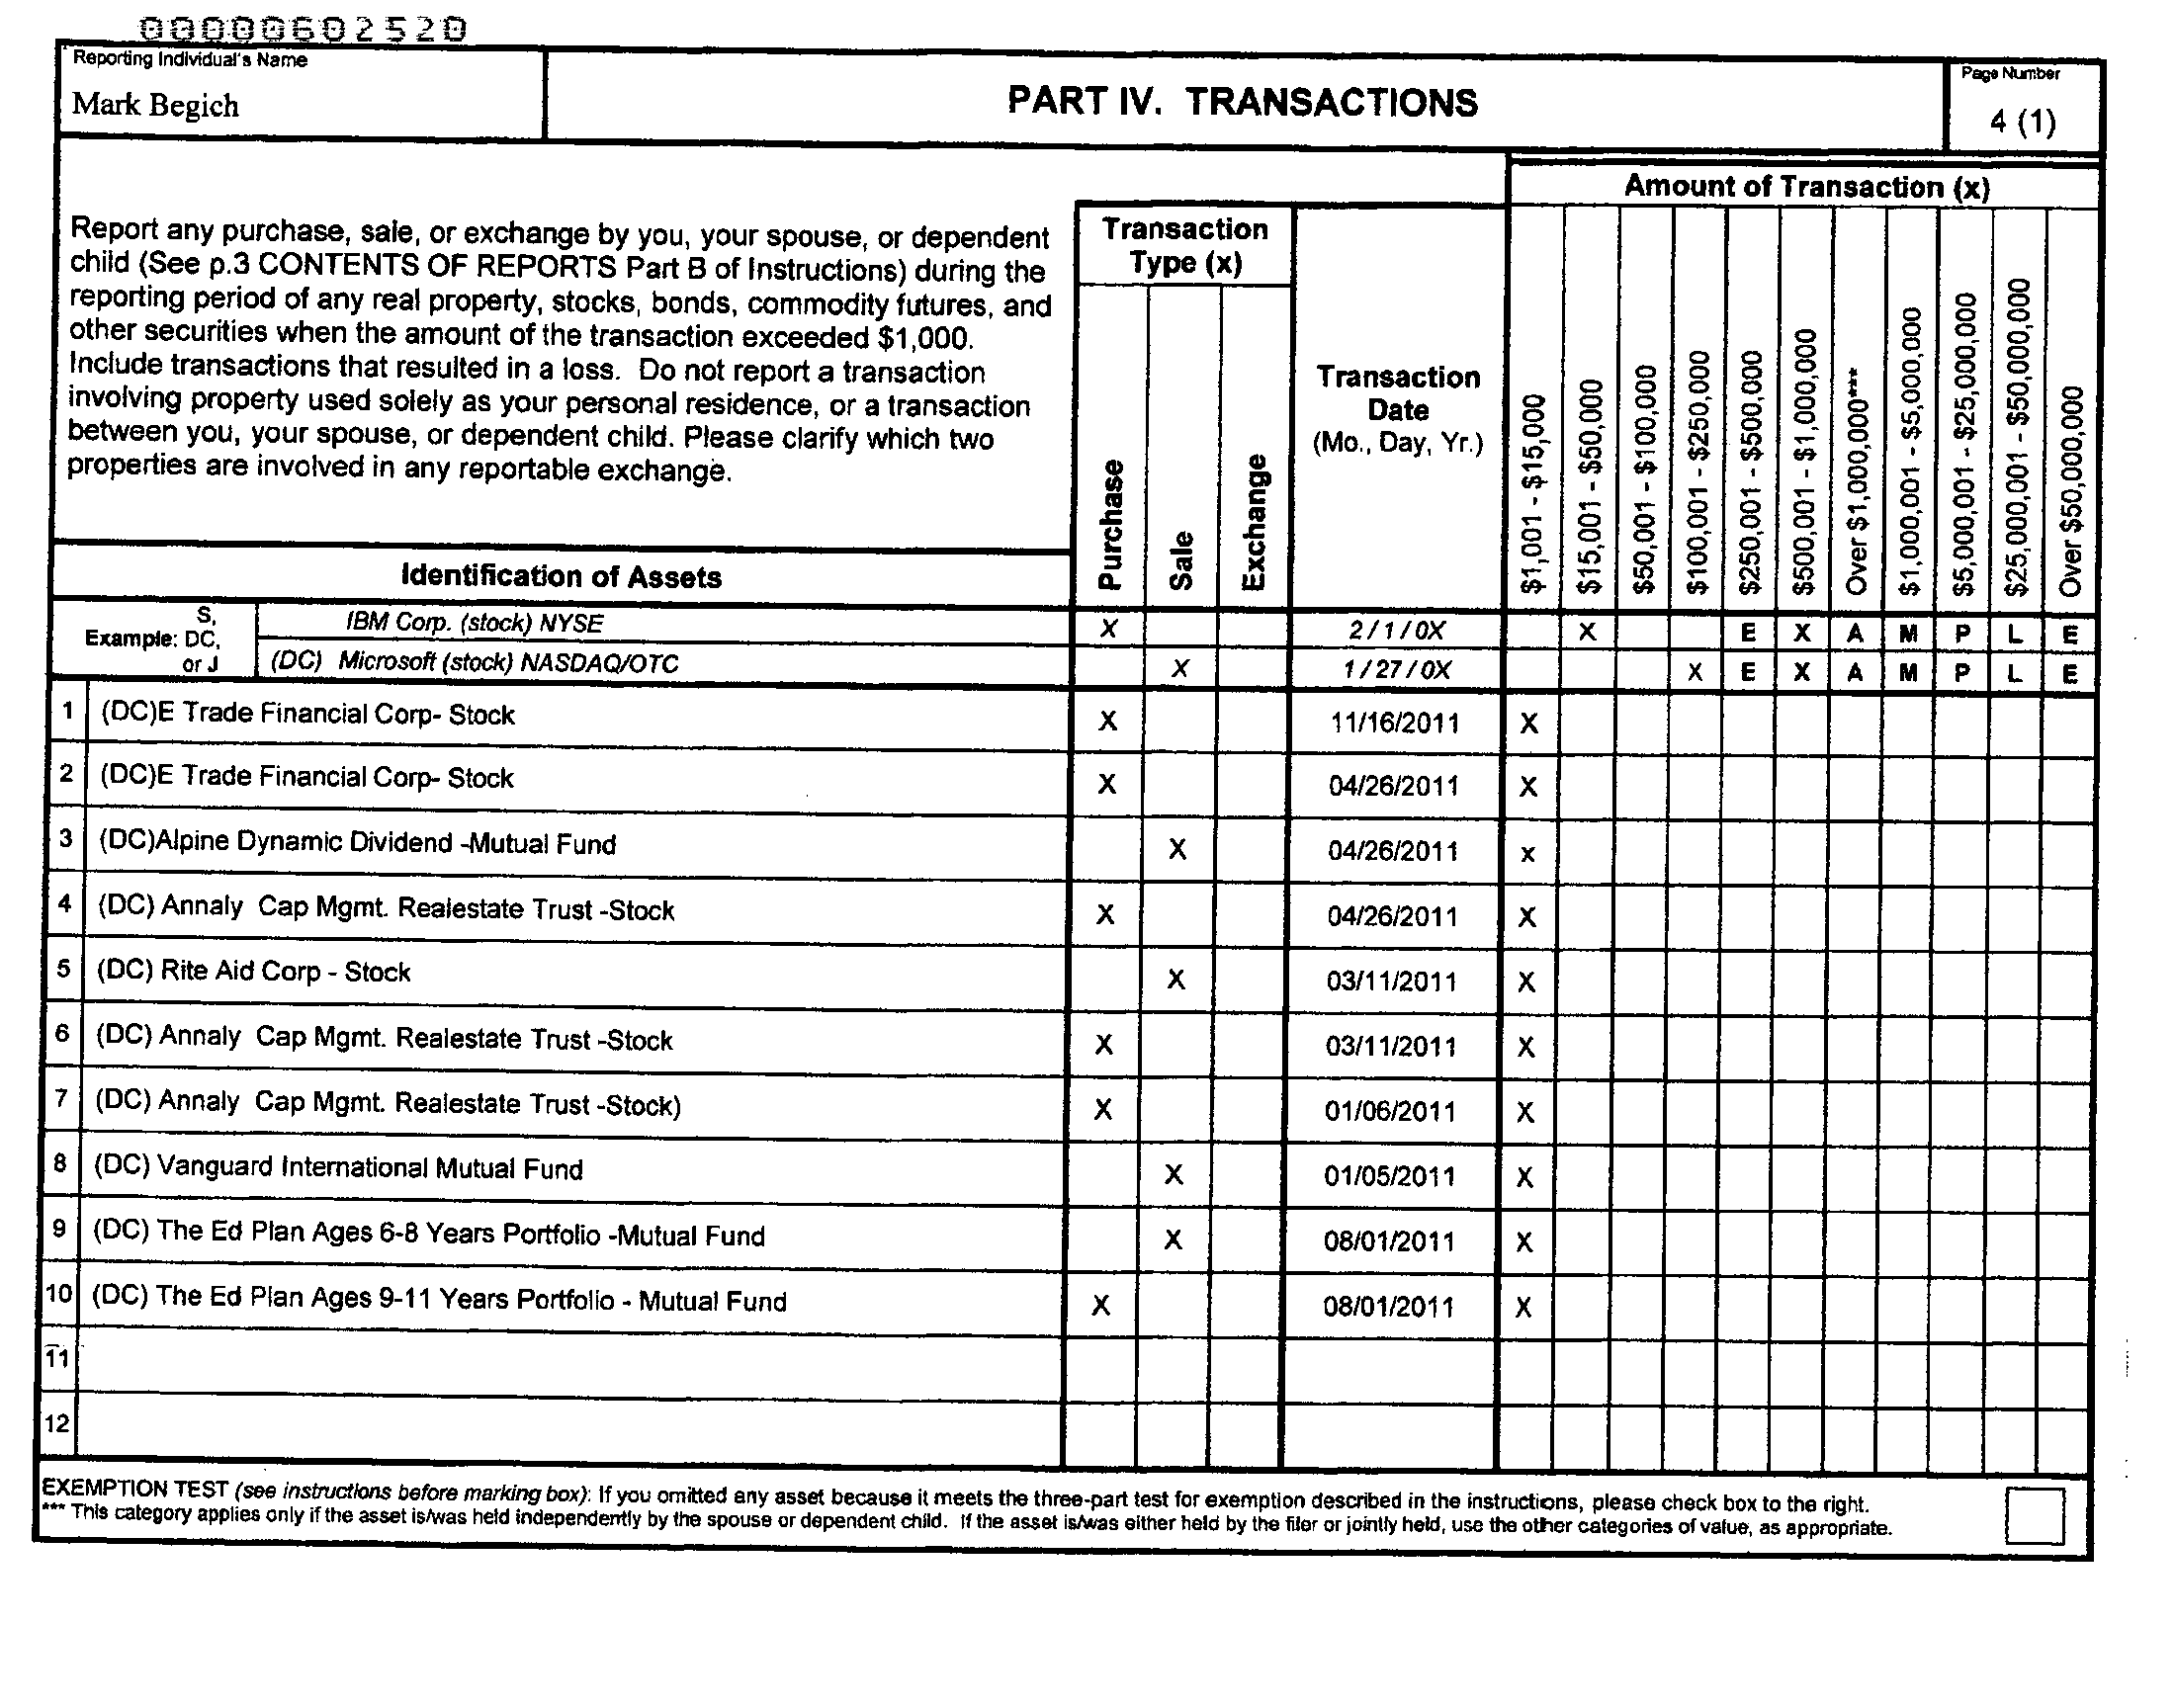 00000602520
Reporting Individual's Name
Mark Begich
PART IV. TRANSACTIONS
Page Number
4 (1)
Report any purchase, sale, or exchange by you, your spouse, or dependent
child (See p.3 CONTENTS OF REPORTS Part B of Instructions) during the
reporting period of any real property, stocks, bonds, commodity futures, and
other securities when the amount of the transaction exceeded $1,000.
Include transactions that resulted in a loss. Do not report a transaction
involving property used solely as your personal residence, or a transaction
between you, your spouse, or dependent child. Please clarify which two
properties are involved in any reportable exchange.
Identification of Assets
Transaction
Type (x)
Purchase
Sale
Exchange
Transaction
Date
(Mo., Day, Yr.)
Amount of Transaction (x)
$1,001 - $15,000
$15,001 - $50,000
$50,001 - $100,000
$100,001 - $250,000
$250,001 - $500,000
$500,001 - $1,000,000
Over $1,000,000***
$1,000,001 - $5,000,000
$5,000,001 - $25,000,000
$25,000,001 - $50,000,000
Over $50,000,000
Example: S, DC, or J
IBM Corp. (stock) NYSE X 2 / 1 / 0X X E X A M P L E
(DC) Microsoft (stock) NASDAQ/OTC X 1 / 27 / 0X X E X A M P L E
1 (DC)E Trade Financial Corp- Stock X 11/16/2011 X
2 (DC)E Trade Financial Corp- Stock X 04/26/2011 X
3 (DC)Alpine Dynamic Dividend -Mutual Fund X 04/26/2011 x
4 (DC) Annaly Cap Mgmt. Realestate Trust -Stock X 04/26/2011 X
5 (DC) Rite Aid Corp - Stock X 03/11/2011 X
6 (DC) Annaly Cap Mgmt. Realestate Trust -Stock X 03/11/2011 X
7 (DC) Annaly Cap Mgmt. Realestate Trust -Stock) X 01/06/2011 X
8 (DC) Vanguard International Mutual Fund X 01/05/2011 X
9 (DC) The Ed Plan Ages 6-8 Years Portfolio -Mutual Fund X 08/01/2011 X
10 (DC) The Ed Plan Ages 9-11 Years Portfolio - Mutual Fund X 08/01/2011 X
11
12
EXEMPTION TEST (see instructions before marking box): If you omitted any asset because it meets the three-part test for exemption described in the instructions, please check box to the right.
*** This category applies only if the asset is/was held independently by the spouse or dependent child. If the asset is/was either held by the filer or jointly held, use the other categories of value, as appropriate.